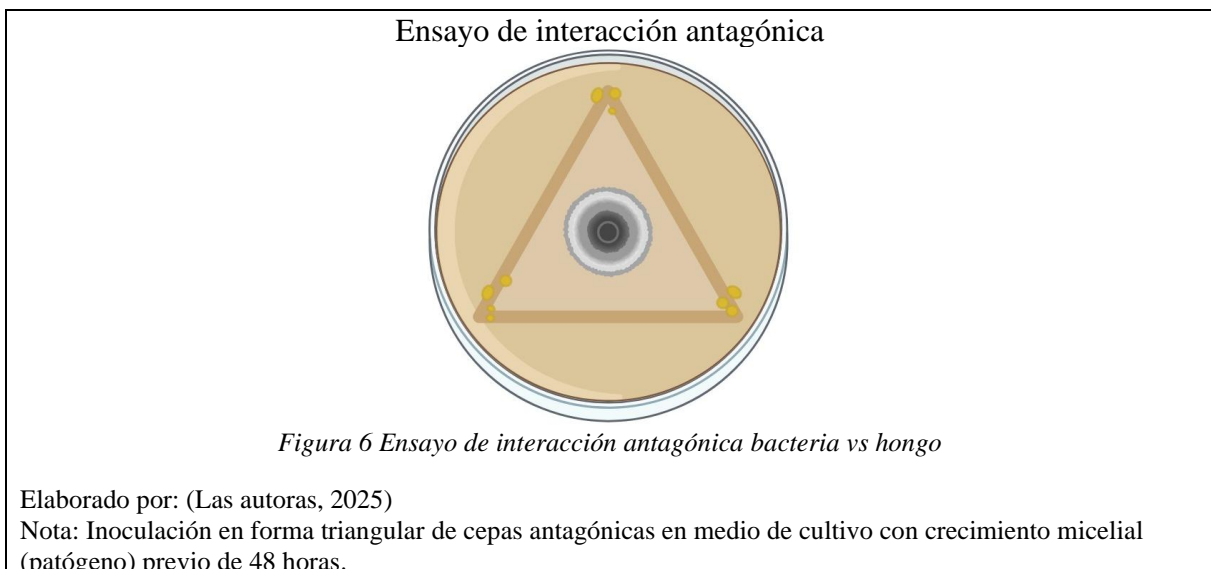 Ensayo de interacción antagónica
Figura 6 Ensayo de interacción antagónica bacteria vs hongo
Elaborado por: (Las autoras, 2025)
Nota: Inoculación en forma triangular de cepas antagónicas en medio de cultivo con crecimiento micelial
(patógeno) previo de 48 horas.